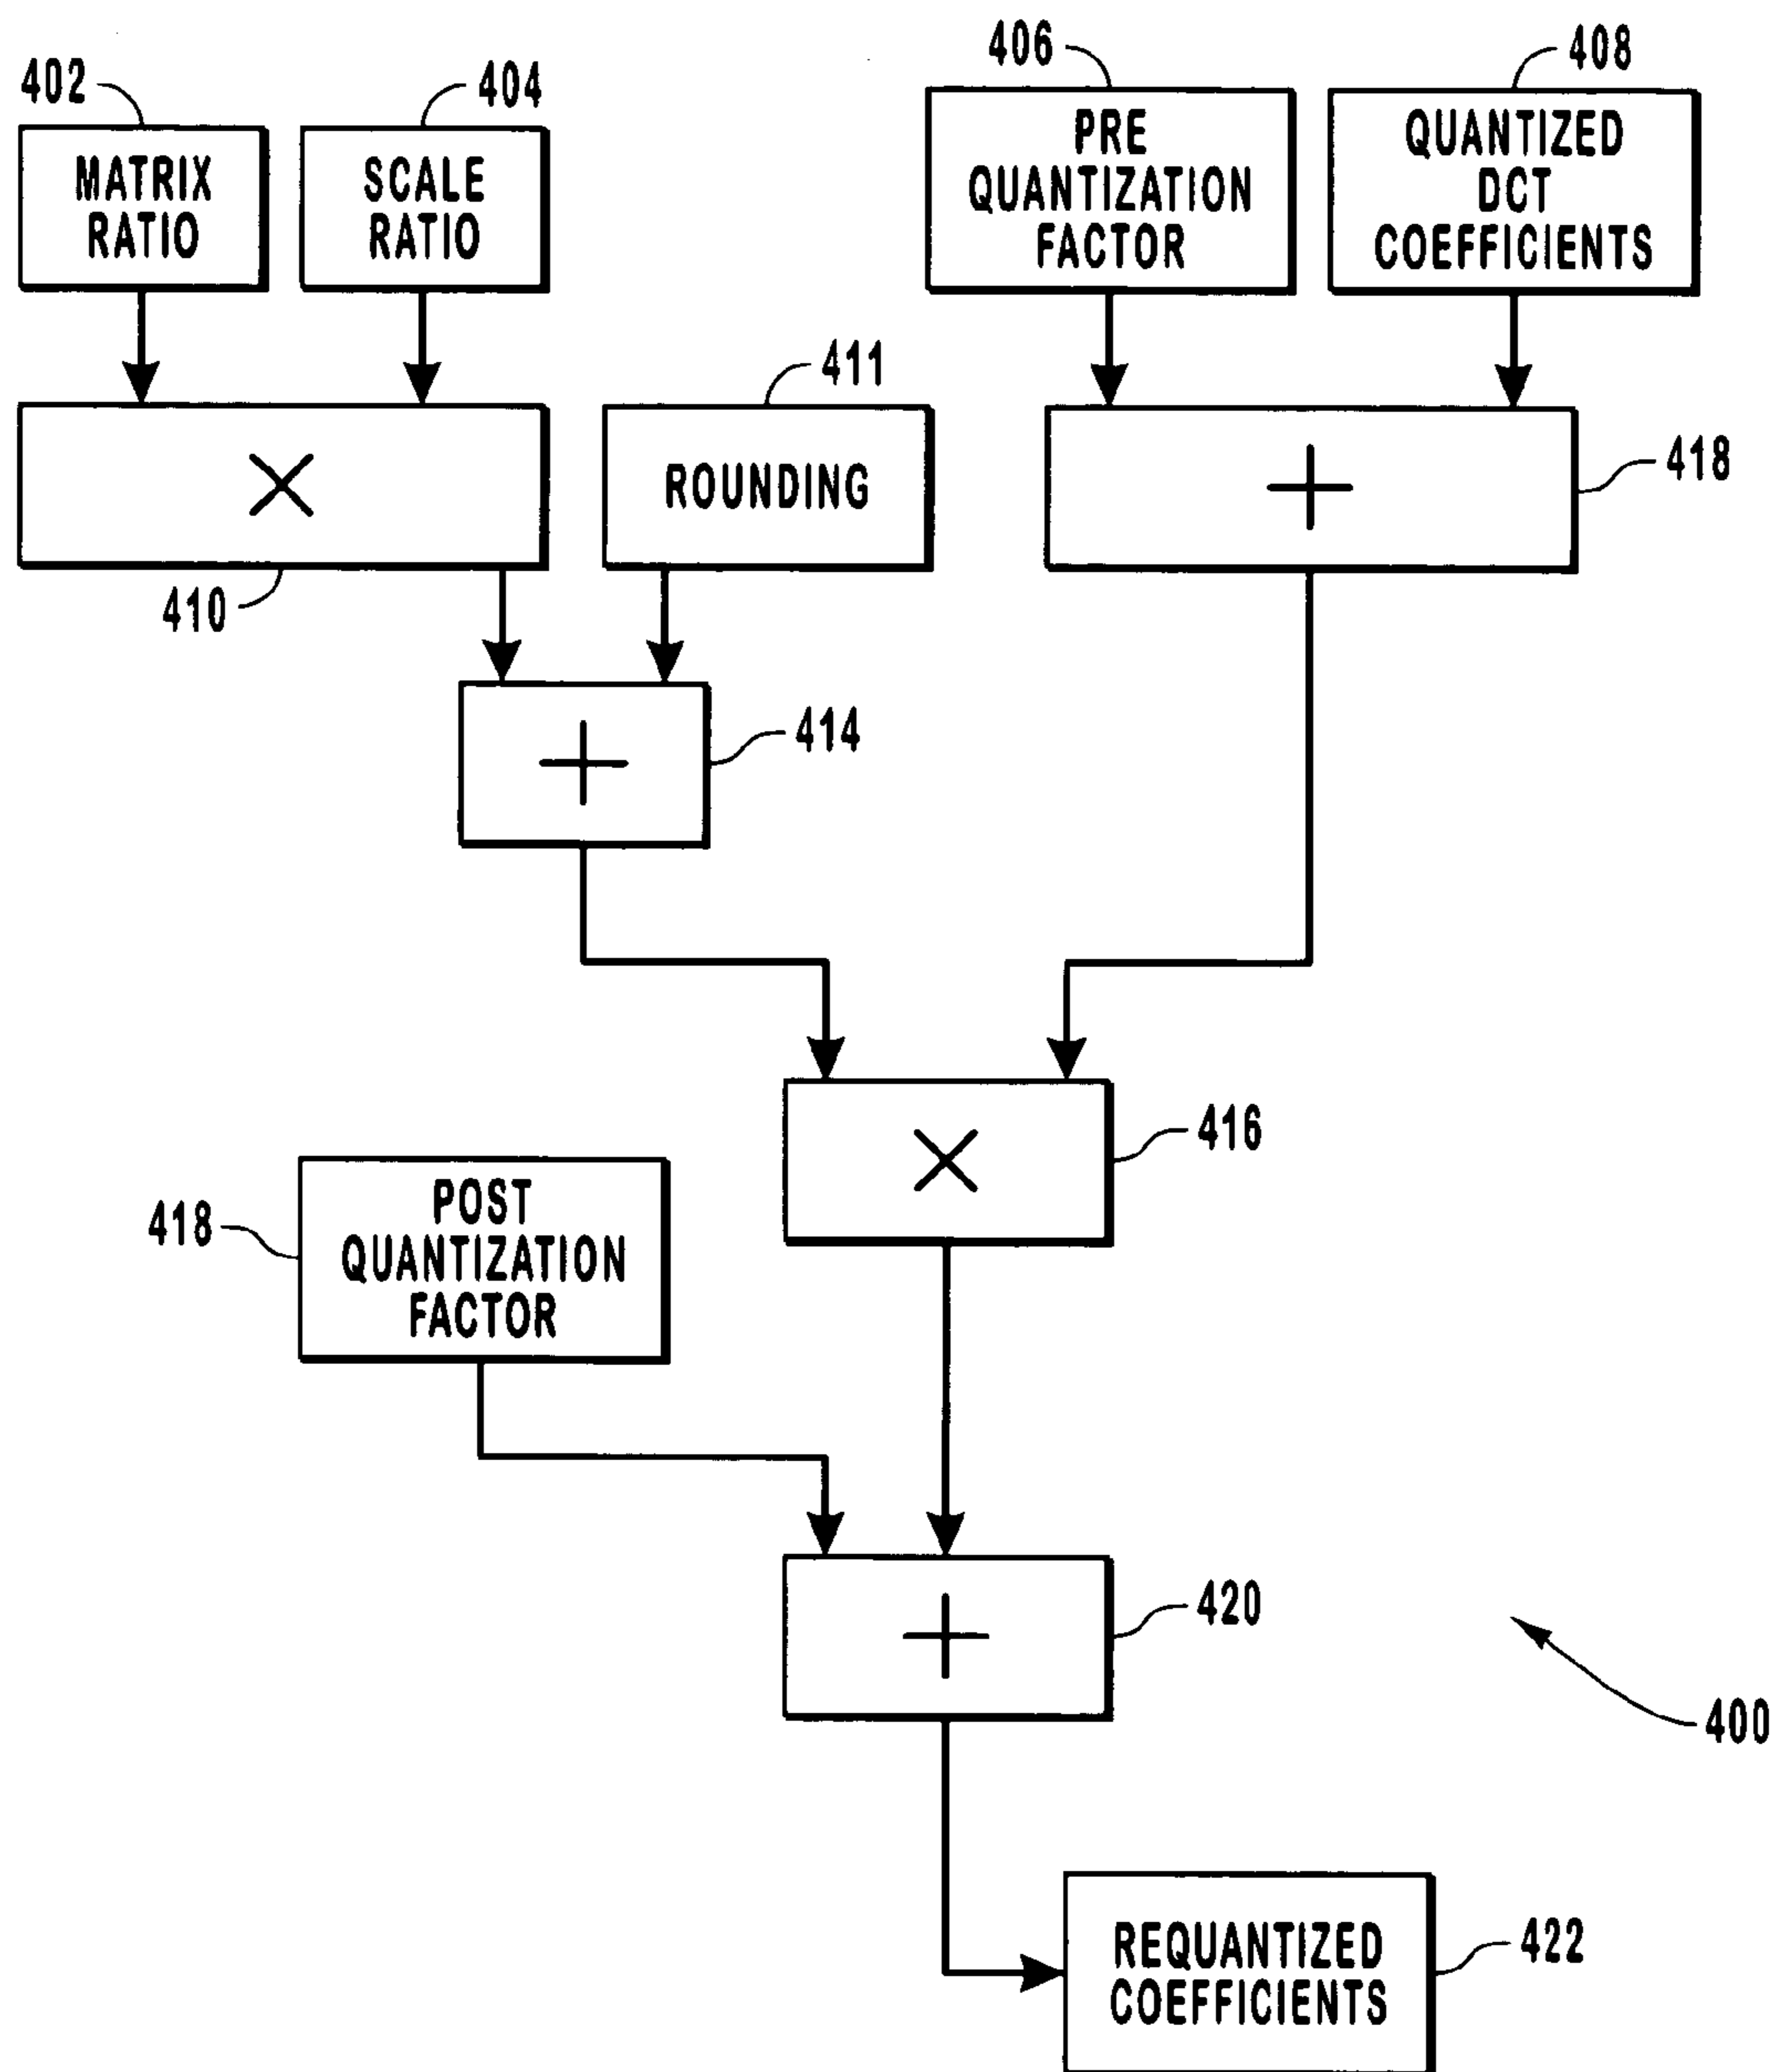 402
404
406
408
MATRIX
RATIO
SCALE
RATIO
PRE
QUANTIZATION
FACTOR
QUANTIZED
DCT
COEFFICIENTS
411
×
ROUNDING
+
418
410
+
414
×
416
418
POST
QUANTIZATION
FACTOR
+
420
400
REQUANTIZED
COEFFICIENTS
422